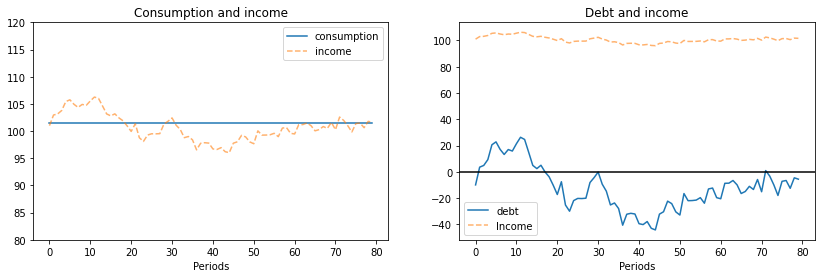 Consumption and income
120
115
110
105
100
95
90
85
80
0 10 20 30 40 50 60 70 80
Periods
consumption
income
Debt and income
100
80
60
40
20
0
−20
−40
0 10 20 30 40 50 60 70 80
Periods
debt
Income